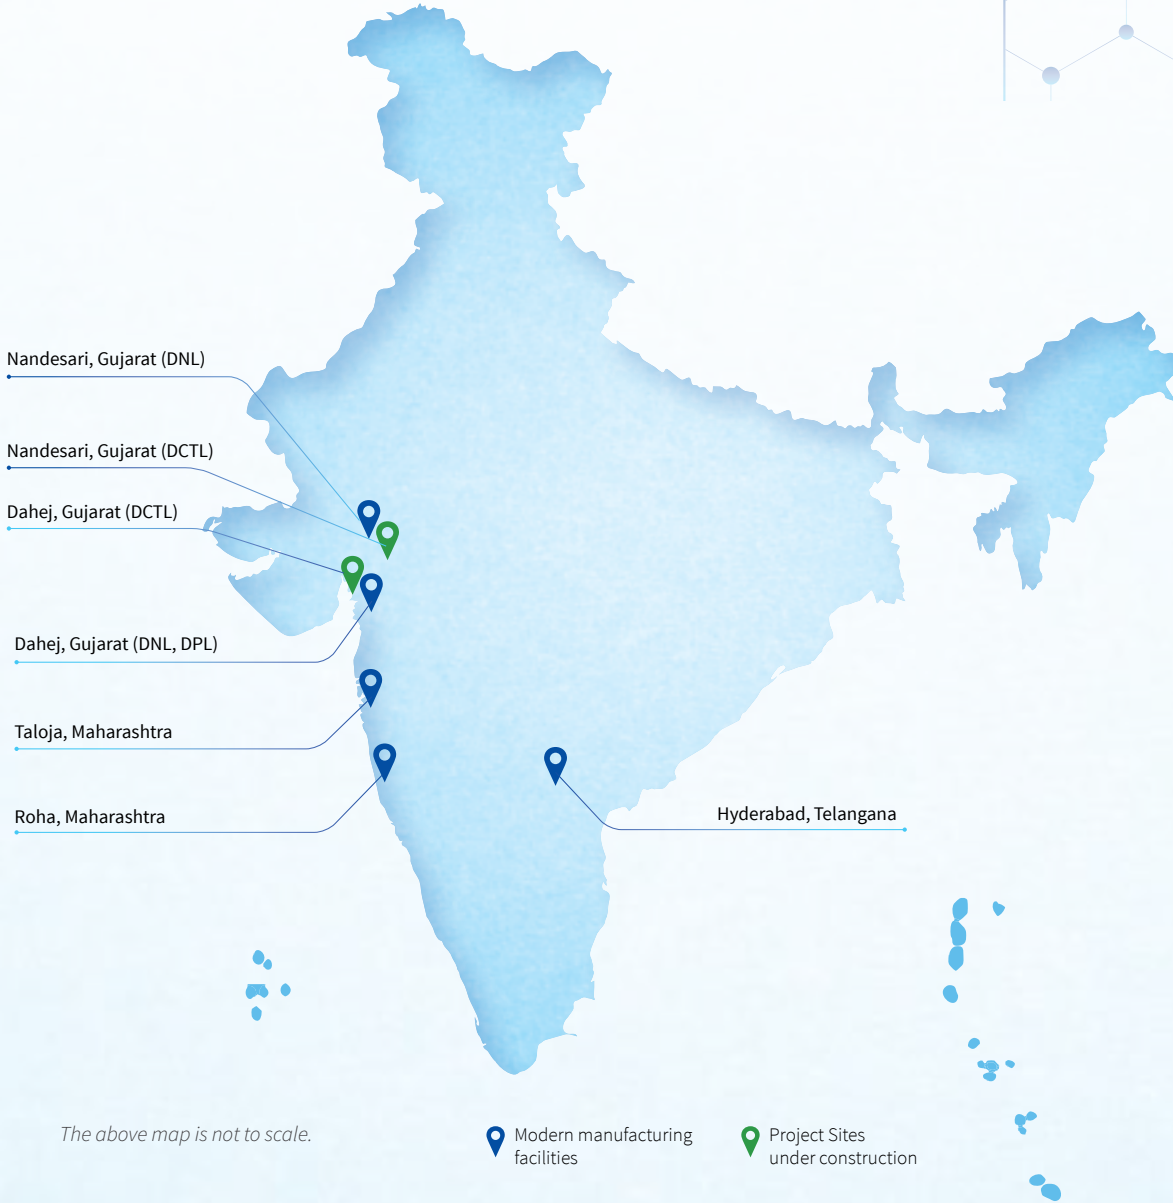 Nandesari, Gujarat (DNL)
Nandesari, Gujarat (DCTL)
Dahej, Gujarat (DCTL)
Dahej, Gujarat (DNL, DPL)
Taloja, Maharashtra
Roha, Maharashtra
Hyderabad, Telangana
The above map is not to scale.
Modern manufacturing
facilities
Project Sites
under construction